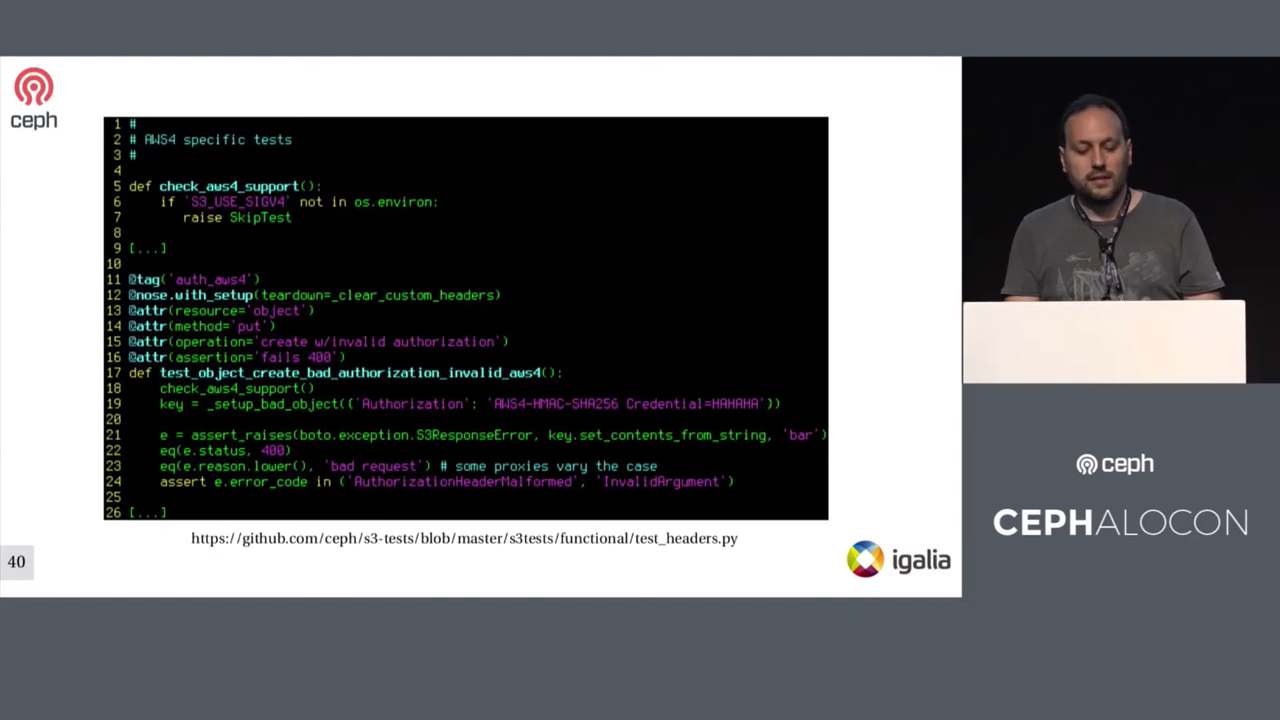 ceph
1 #
2 # AWS4 specific tests
3 #
4
5 def check_aws4_support():
6     if 'S3_USE_SIGV4' not in os.environ:
7        raise SkipTest
8
9 [...]
10
11 @tag('auth_aws4')
12 @nose.with_setup(teardown=_clear_custom_headers)
13 @attr(resource='object')
14 @attr(method='put')
15 @attr(operation='create w/invalid authorization')
16 @attr(assertion='fails 400')
17 def test_object_create_bad_authorization_invalid_aws4():
18     check_aws4_support()
19     key = _setup_bad_object({'Authorization': 'AWS4-HMAC-SHA256 Credential=HAHAHA'})
20
21     e = assert_raises(boto.exception.S3ResponseError, key.set_contents_from_string, 'bar')
22     eq(e.status, 400)
23     eq(e.reason.lower(), 'bad request') # some proxies vary the case
24     assert e.error_code in ('AuthorizationHeaderMalformed', 'InvalidArgument')
25
26 [...]
https://github.com/ceph/s3-tests/blob/master/s3tests/functional/test_headers.py
40
igalia
ceph
CEPHALOCON